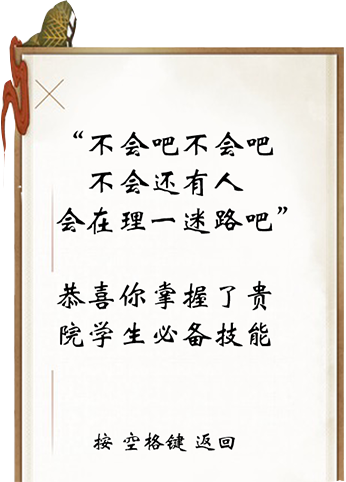 “不会吧不会吧
不会还有人
会在理一迷路吧”
恭喜你掌握了贵
院学生必备技能
按 空格键 返回